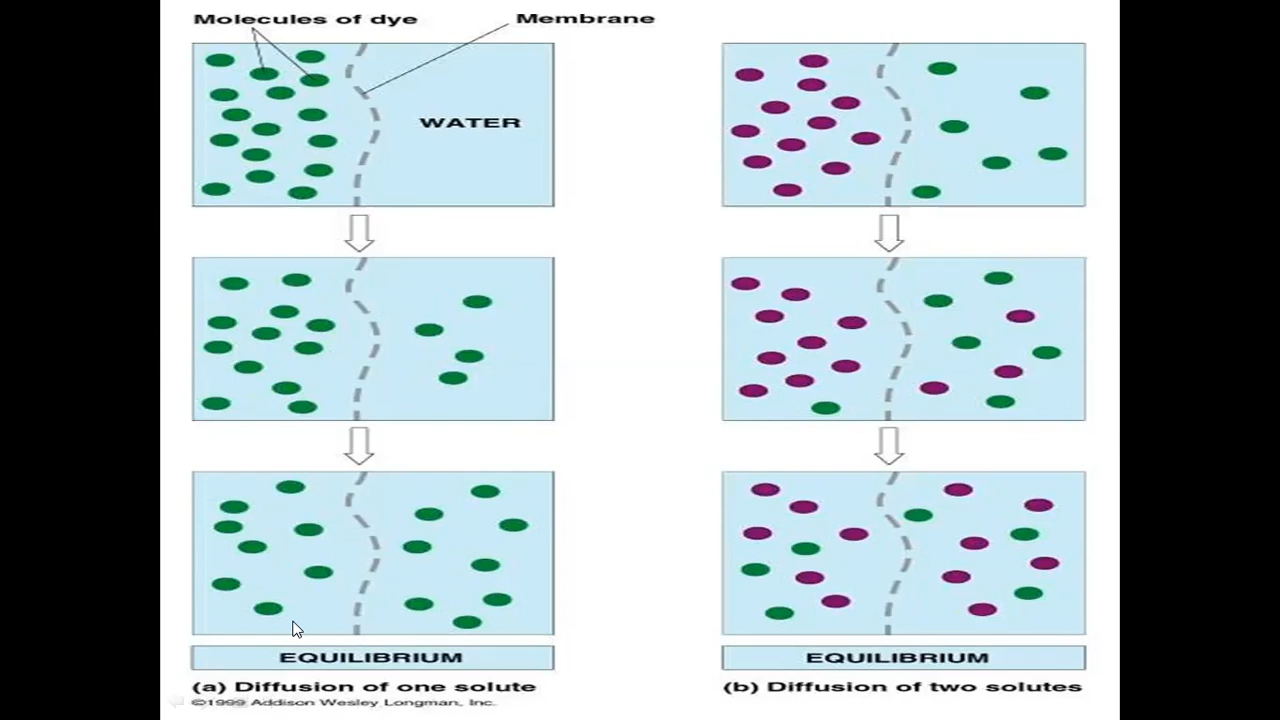 Molecules of dye
Membrane
WATER
EQUILIBRIUM
EQUILIBRIUM
(a) Diffusion of one solute
(b) Diffusion of two solutes
©1999 Addison Wesley Longman, Inc.